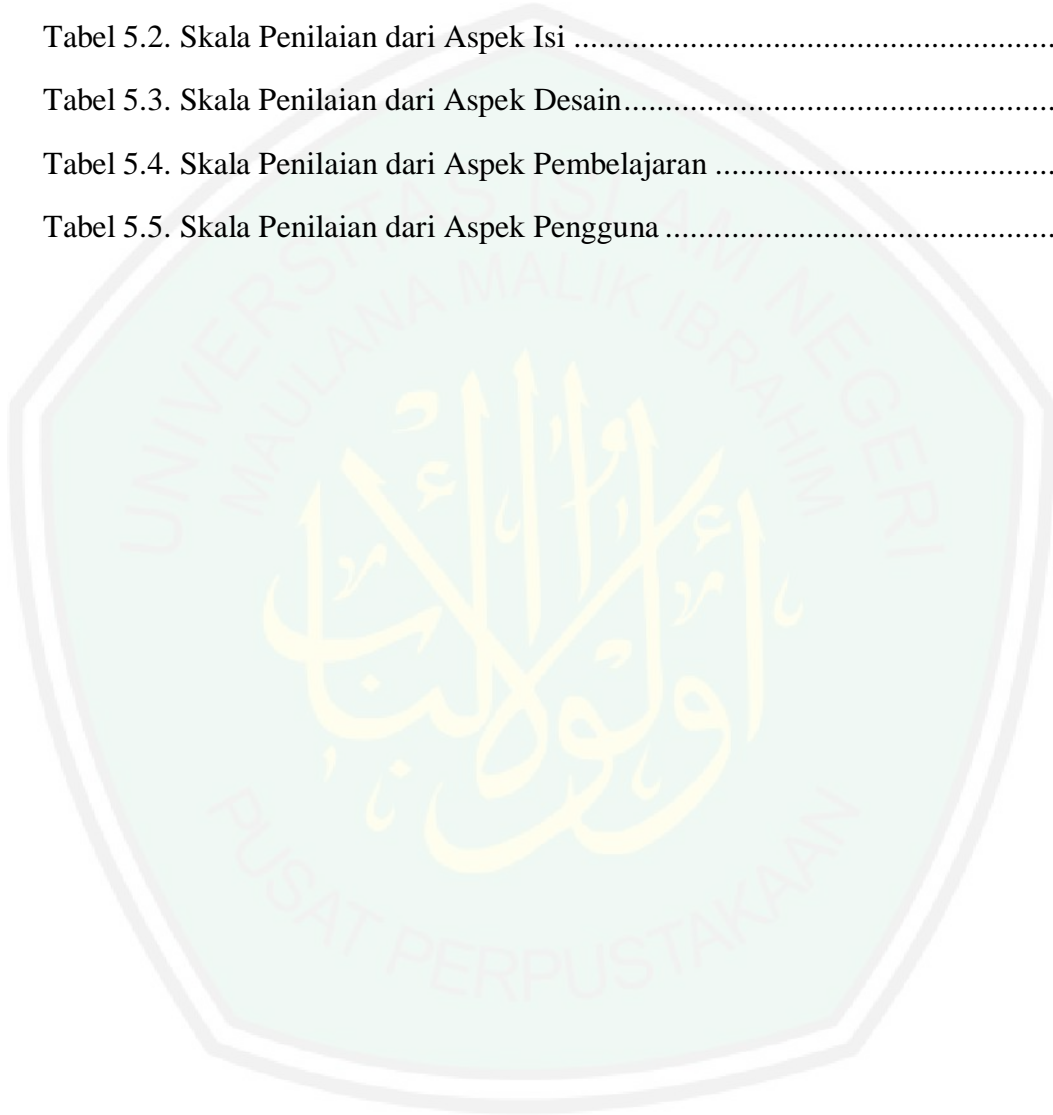 Tabel 5.2. Skala Penilaian dari Aspek Isi ..........................................................
Tabel 5.3. Skala Penilaian dari Aspek Desain....................................................
Tabel 5.4. Skala Penilaian dari Aspek Pembelajaran .........................................
Tabel 5.5. Skala Penilaian dari Aspek Pengguna ...............................................
UNIVERSITAS ISLAM NEGERI
MAULANA MALIK IBRAHIM
أولوا الألباب
PUSAT PERPUSTAKAAN